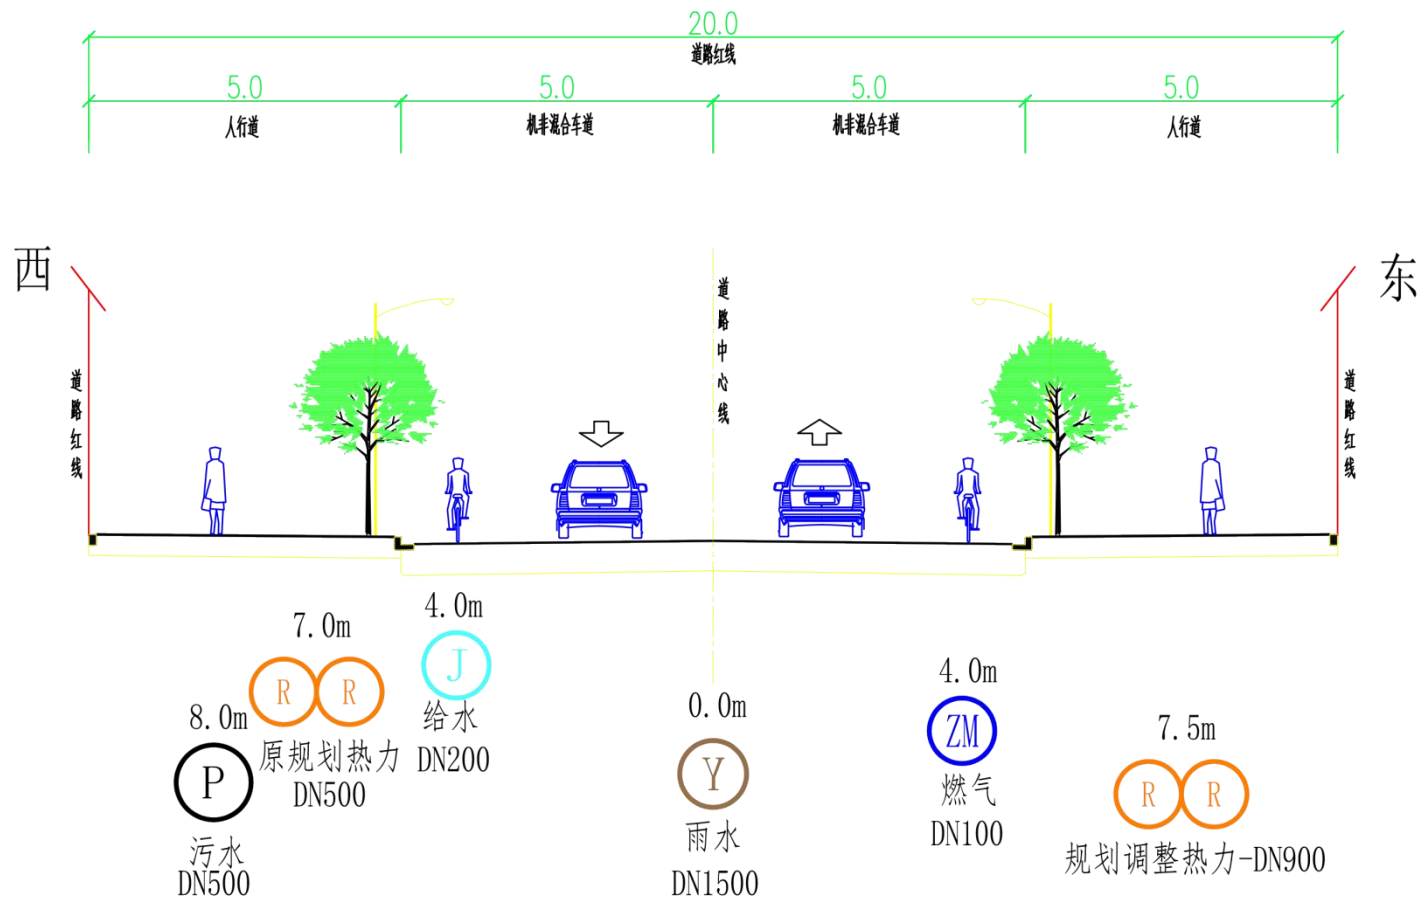 20.0
道路红线
5.0
5.0
5.0
5.0
人行道
机非混合车道
机非混合车道
人行道
西
东
道路中心线
道路红线
道路红线
7.0m
R
R
原规划热力
DN500
4.0m
J
给水
DN200
8.0m
P
污水
DN500
0.0m
Y
雨水
DN1500
4.0m
ZM
燃气
DN100
7.5m
R
R
规划调整热力-DN900